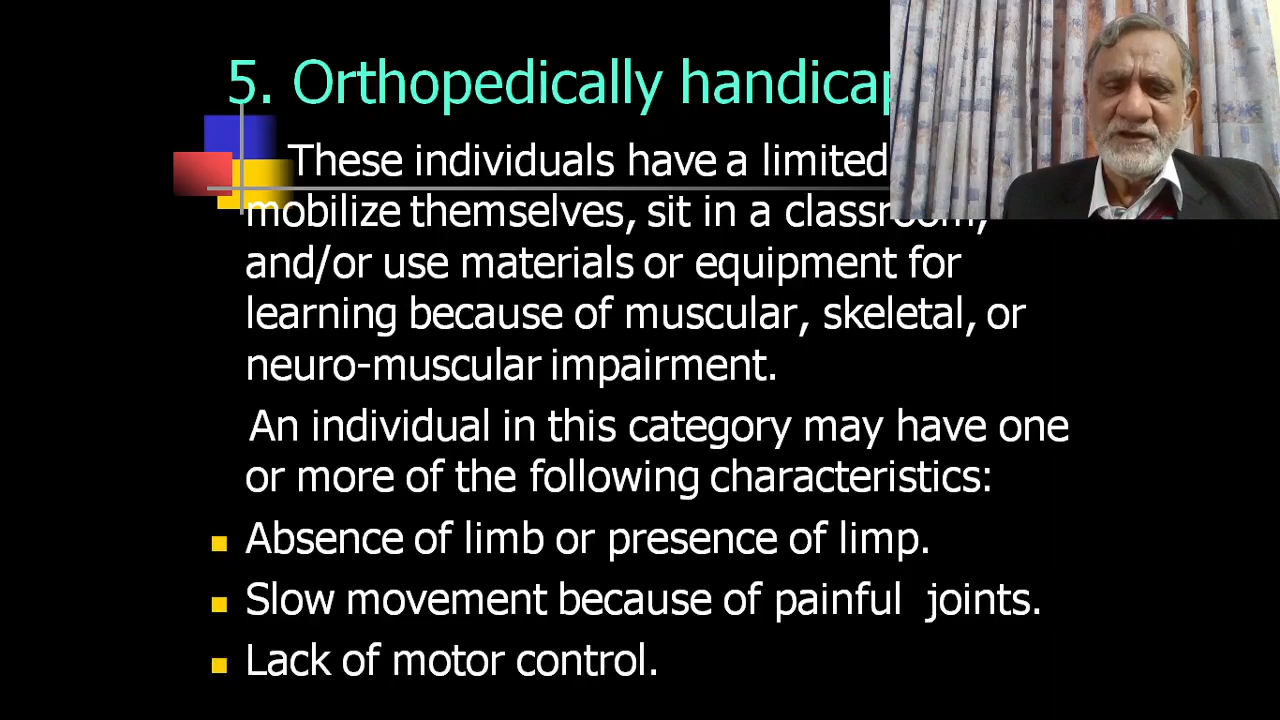 5. Orthopedically handicap
These individuals have a limited
mobilize themselves, sit in a classroom,
and/or use materials or equipment for
learning because of muscular, skeletal, or
neuro-muscular impairment.
An individual in this category may have one
or more of the following characteristics:
Absence of limb or presence of limp.
Slow movement because of painful joints.
Lack of motor control.